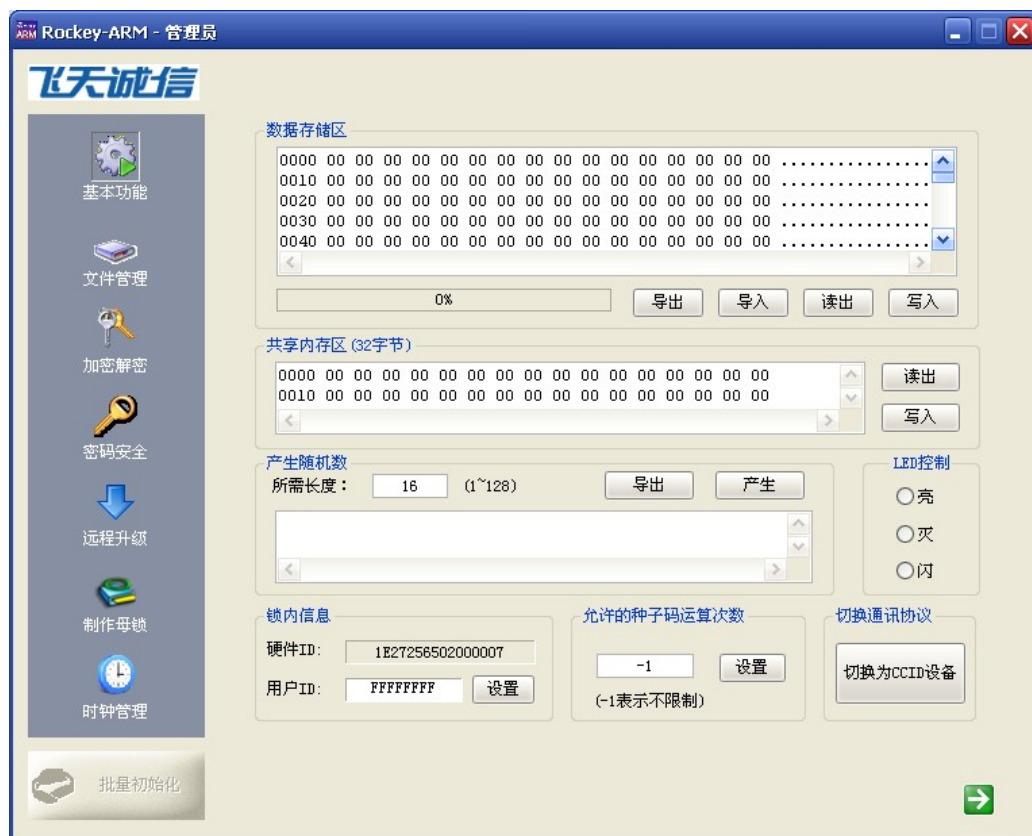 Rockey-ARM - 管理员
飞天诚信
基本功能
文件管理
加密解密
密码安全
远程升级
制作母锁
时钟管理
批量初始化
数据存储区
0000 00 00 00 00 00 00 00 00 00 00 00 00 00 00 00 00 ................
0010 00 00 00 00 00 00 00 00 00 00 00 00 00 00 00 00 ................
0020 00 00 00 00 00 00 00 00 00 00 00 00 00 00 00 00 ................
0030 00 00 00 00 00 00 00 00 00 00 00 00 00 00 00 00 ................
0040 00 00 00 00 00 00 00 00 00 00 00 00 00 00 00 00 ................
0% 导出 导入 读出 写入
共享内存区(32字节)
0000 00 00 00 00 00 00 00 00 00 00 00 00 00 00 00 00
0010 00 00 00 00 00 00 00 00 00 00 00 00 00 00 00 00
读出
写入
产生随机数
所需长度： 16 (1~128) 导出 产生
LED控制
亮
灭
闪
锁内信息
硬件ID: 1E27256502000007
用户ID: FFFFFFFF 设置
允许的种子码运算次数
-1 设置
(-1表示不限制)
切换通讯协议
切换为CCID设备